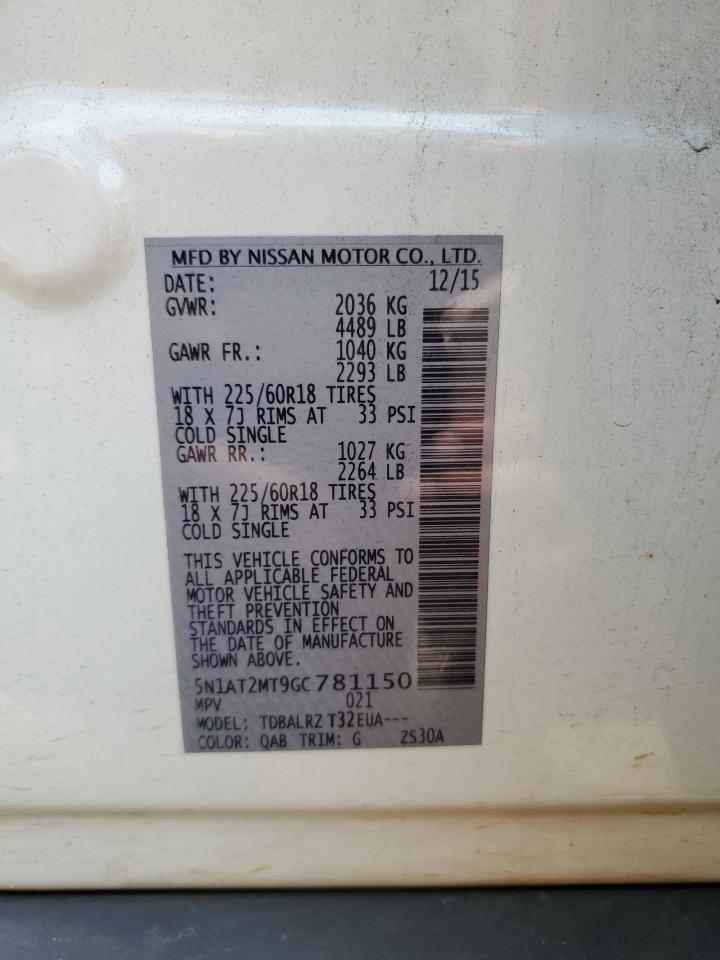 MFD BY NISSAN MOTOR CO., LTD.
DATE: 12/15
GVWR: 2036 KG
4489 LB
GAWR FR.: 1040 KG
2293 LB
WITH 225/60R18 TIRES
18 X 7J RIMS AT 33 PSI
COLD SINGLE
GAWR RR.: 1027 KG
2264 LB
WITH 225/60R18 TIRES
18 X 7J RIMS AT 33 PSI
COLD SINGLE
THIS VEHICLE CONFORMS TO
ALL APPLICABLE FEDERAL
MOTOR VEHICLE SAFETY AND
THEFT PREVENTION
STANDARDS IN EFFECT ON
THE DATE OF MANUFACTURE
SHOWN ABOVE.
5N1AT2MT9GC781150
MPV 021
MODEL: TDBALRZ T32EUA---
COLOR: QAB TRIM: G ZS30A